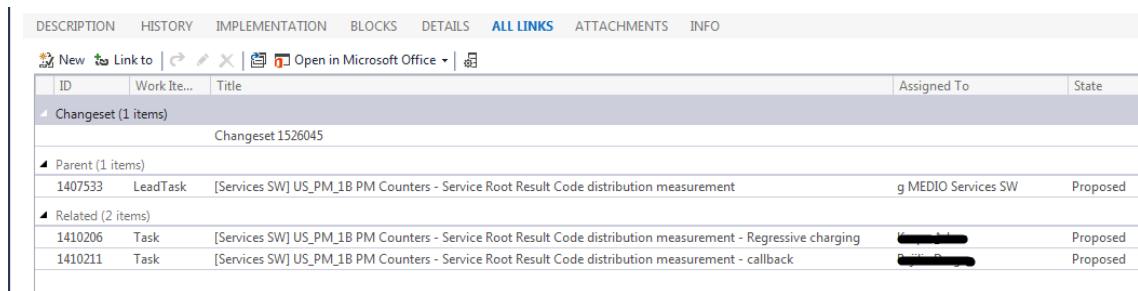 DESCRIPTION HISTORY IMPLEMENTATION BLOCKS DETAILS ALL LINKS ATTACHMENTS INFO
New Link to Open in Microsoft Office
ID Work Ite... Title Assigned To State
Changeset (1 items)
Changeset 1526045
Parent (1 items)
1407533 LeadTask [Services SW] US_PM_1B PM Counters - Service Root Result Code distribution measurement g MEDIO Services SW Proposed
Related (2 items)
1410206 Task [Services SW] US_PM_1B PM Counters - Service Root Result Code distribution measurement - Regressive charging Proposed
1410211 Task [Services SW] US_PM_1B PM Counters - Service Root Result Code distribution measurement - callback Proposed